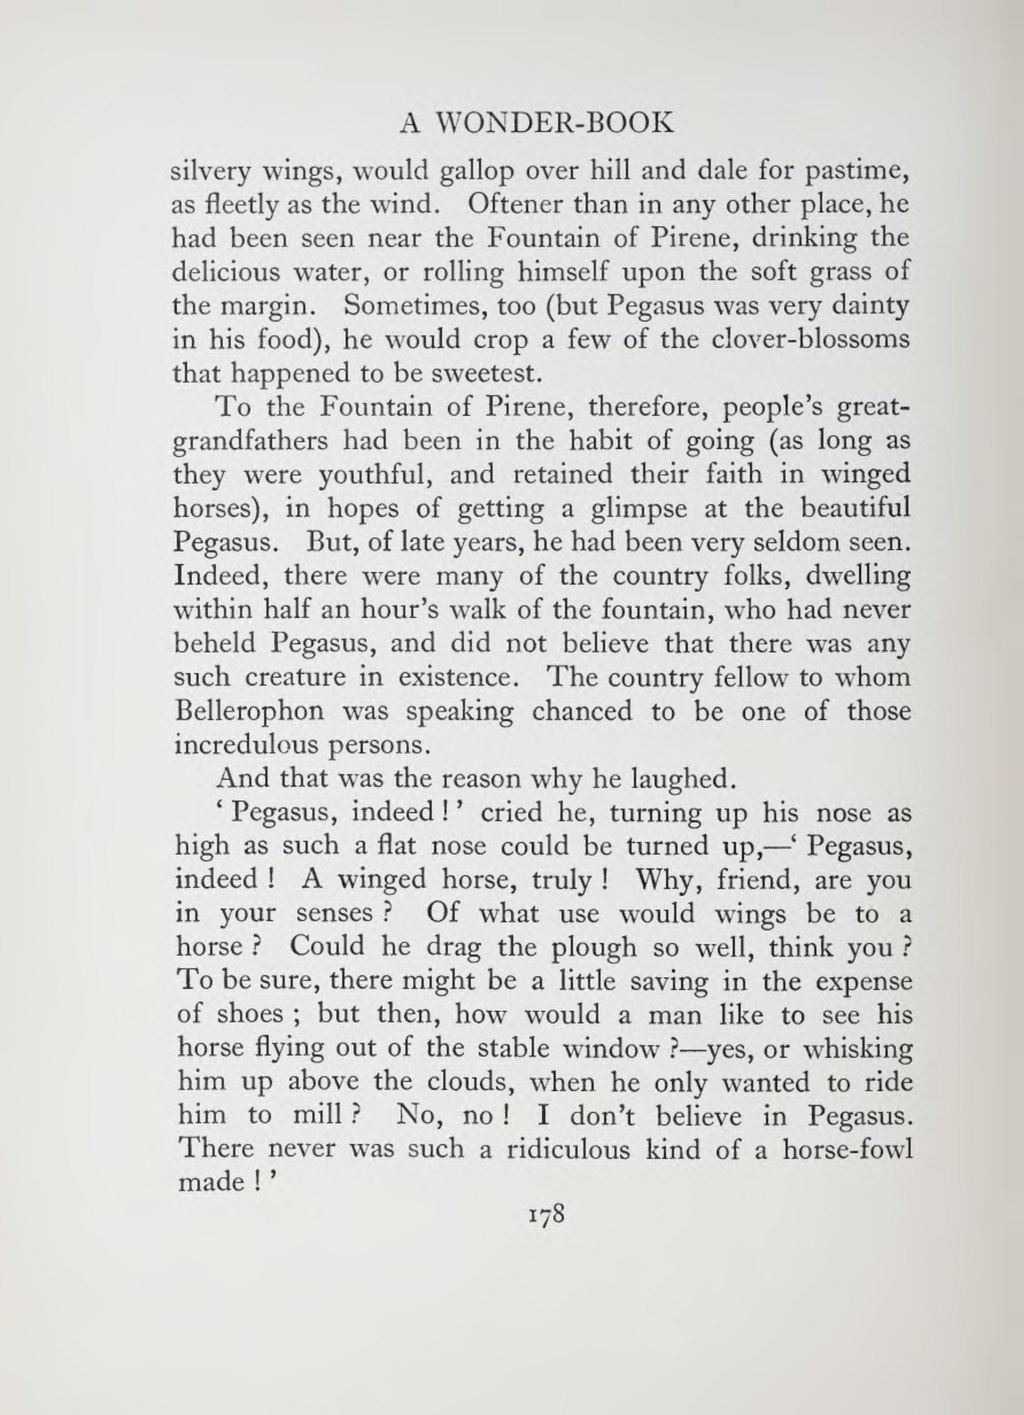 A WONDER-BOOK
silvery wings, would gallop over hill and dale for pastime,
as fleetly as the wind. Oftener than in any other place, he
had been seen near the Fountain of Pirene, drinking the
delicious water, or rolling himself upon the soft grass of
the margin. Sometimes, too (but Pegasus was very dainty
in his food), he would crop a few of the clover-blossoms
that happened to be sweetest.
To the Fountain of Pirene, therefore, people’s great-
grandfathers had been in the habit of going (as long as
they were youthful, and retained their faith in winged
horses), in hopes of getting a glimpse at the beautiful
Pegasus. But, of late years, he had been very seldom seen.
Indeed, there were many of the country folks, dwelling
within half an hour’s walk of the fountain, who had never
beheld Pegasus, and did not believe that there was any
such creature in existence. The country fellow to whom
Bellerophon was speaking chanced to be one of those
incredulous persons.
And that was the reason why he laughed.
‘ Pegasus, indeed ! ’ cried he, turning up his nose as
high as such a flat nose could be turned up,—‘ Pegasus,
indeed ! A winged horse, truly ! Why, friend, are you
in your senses ? Of what use would wings be to a
horse ? Could he drag the plough so well, think you ?
To be sure, there might be a little saving in the expense
of shoes ; but then, how would a man like to see his
horse flying out of the stable window ?—yes, or whisking
him up above the clouds, when he only wanted to ride
him to mill ? No, no ! I don’t believe in Pegasus.
There never was such a ridiculous kind of a horse-fowl
made ! ’
178